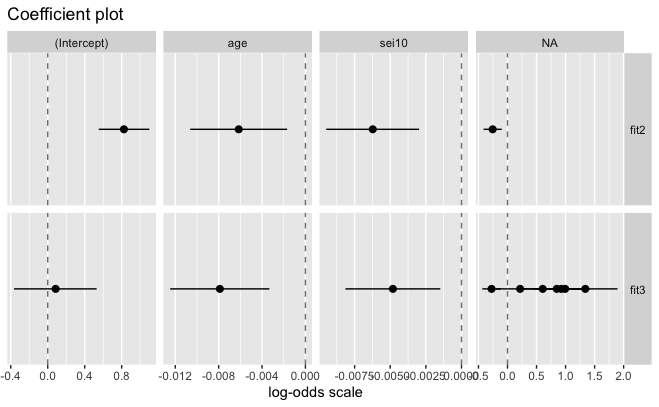 Coefficient plot
(Intercept) age sei10 NA
fit2
fit3
-0.4 0.0 0.4 0.8 -0.012 -0.008 -0.004 0.000 -0.0075 -0.0050 -0.0025 0.0000 -0.5 0.0 0.5 1.0 1.5 2.0
log-odds scale